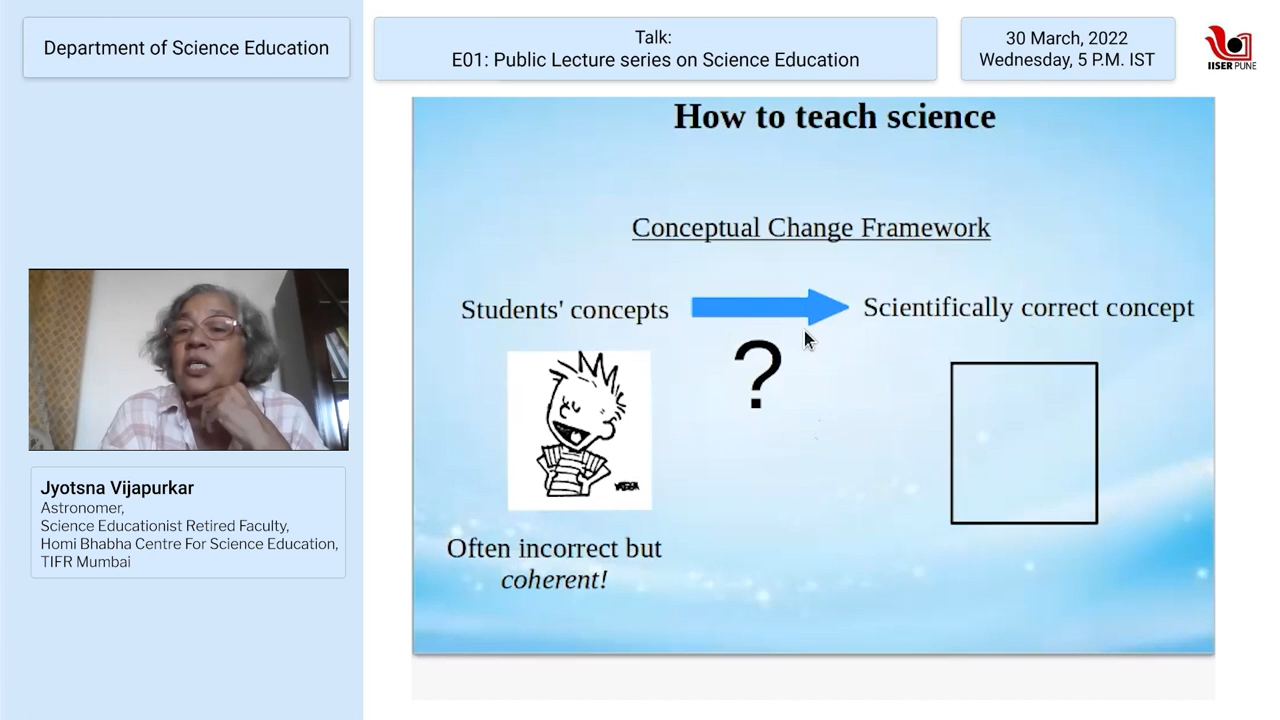 Department of Science Education
Talk:
E01: Public Lecture series on Science Education
30 March, 2022
Wednesday, 5 P.M. IST
IISER PUNE
How to teach science
Conceptual Change Framework
Students' concepts
Scientifically correct concept
?
Often incorrect but
coherent!
Jyotsna Vijapurkar
Astronomer,
Science Educationist Retired Faculty,
Homi Bhabha Centre For Science Education,
TIFR Mumbai